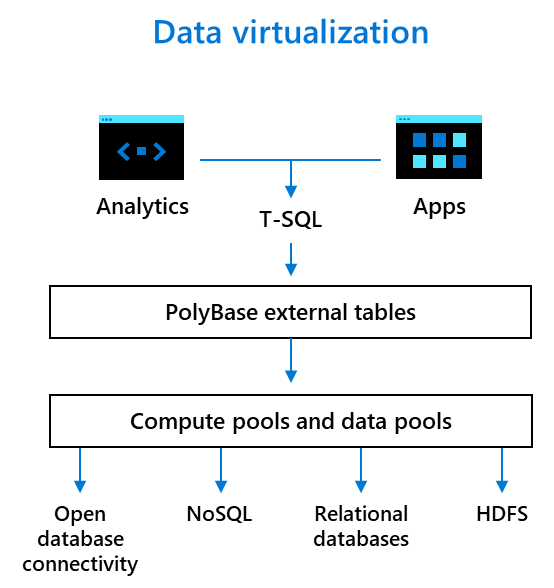 Data virtualization
Analytics
Apps
T-SQL
PolyBase external tables
Compute pools and data pools
Open
database
connectivity
NoSQL
Relational
databases
HDFS